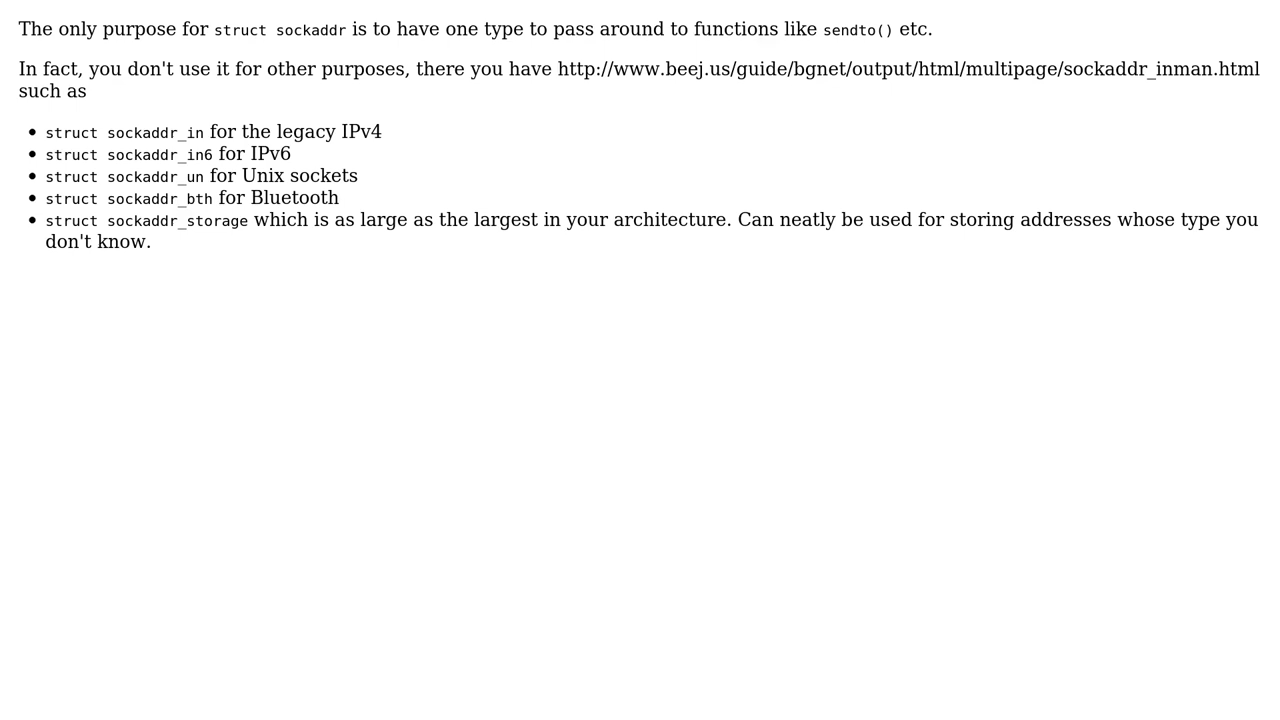 The only purpose for struct sockaddr is to have one type to pass around to functions like sendto() etc.
In fact, you don't use it for other purposes, there you have http://www.beej.us/guide/bgnet/output/html/multipage/sockaddr_inman.html
such as
• struct sockaddr_in for the legacy IPv4
• struct sockaddr_in6 for IPv6
• struct sockaddr_un for Unix sockets
• struct sockaddr_bth for Bluetooth
• struct sockaddr_storage which is as large as the largest in your architecture. Can neatly be used for storing addresses whose type you
don't know.